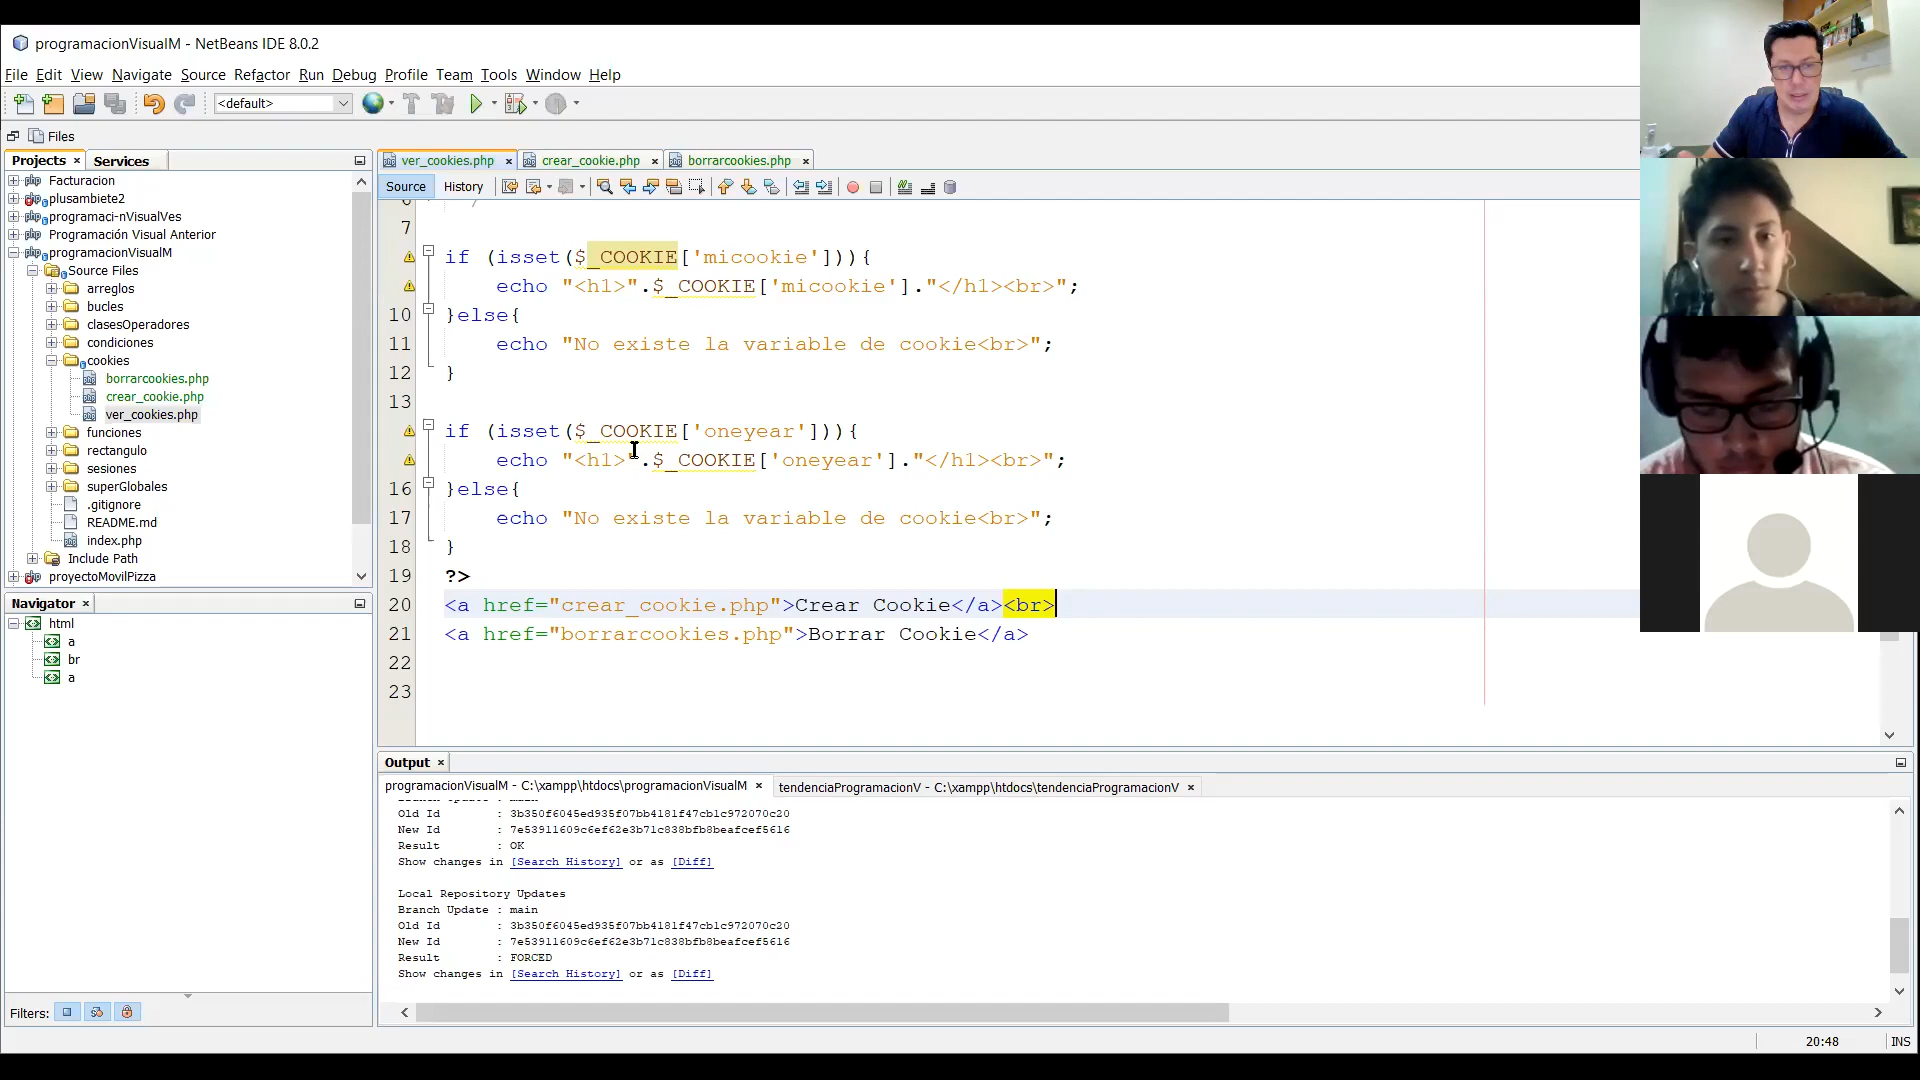 programacionVisualM - NetBeans IDE 8.0.2
File Edit View Navigate Source Refactor Run Debug Profile Team Tools Window Help
<default>
Files
Projects
Services
Facturacion
plusambiete2
programaci-nVisualVes
Programación Visual Anterior
programacionVisualM
Source Files
arreglos
bucles
clasesOperadores
condiciones
cookies
borrarcookies.php
crear_cookie.php
ver_cookies.php
funciones
rectangulo
sesiones
superGlobales
.gitignore
README.md
index.php
Include Path
proyectoMovilPizza
Navigator
html
a
br
a
Filters:
ver_cookies.php crear_cookie.php borrarcookies.php
Source History
7
if (isset($_COOKIE['micookie'])){
echo "<h1>".$_COOKIE['micookie']."</h1><br>";
10 }else{
11 echo "No existe la variable de cookie<br>";
12 }
13
if (isset($_COOKIE['oneyear'])){
echo "<h1>".$_COOKIE['oneyear']."</h1><br>";
16 }else{
17 echo "No existe la variable de cookie<br>";
18 }
19 ?>
20 <a href="crear_cookie.php">Crear Cookie</a><br>
21 <a href="borrarcookies.php">Borrar Cookie</a>
22
23
Output
programacionVisualM - C:\xampp\htdocs\programacionVisualM tendenciaProgramacionV - C:\xampp\htdocs\tendenciaProgramacionV
Old Id : 3b350f6045ed935f07bb4181f47cb1c972070c20
New Id : 7e53911609c6ef62e3b71c838bfb8beafcef5616
Result : OK
Show changes in [Search History] or as [Diff]
Local Repository Updates
Branch Update : main
Old Id : 3b350f6045ed935f07bb4181f47cb1c972070c20
New Id : 7e53911609c6ef62e3b71c838bfb8beafcef5616
Result : FORCED
Show changes in [Search History] or as [Diff]
20:48 INS